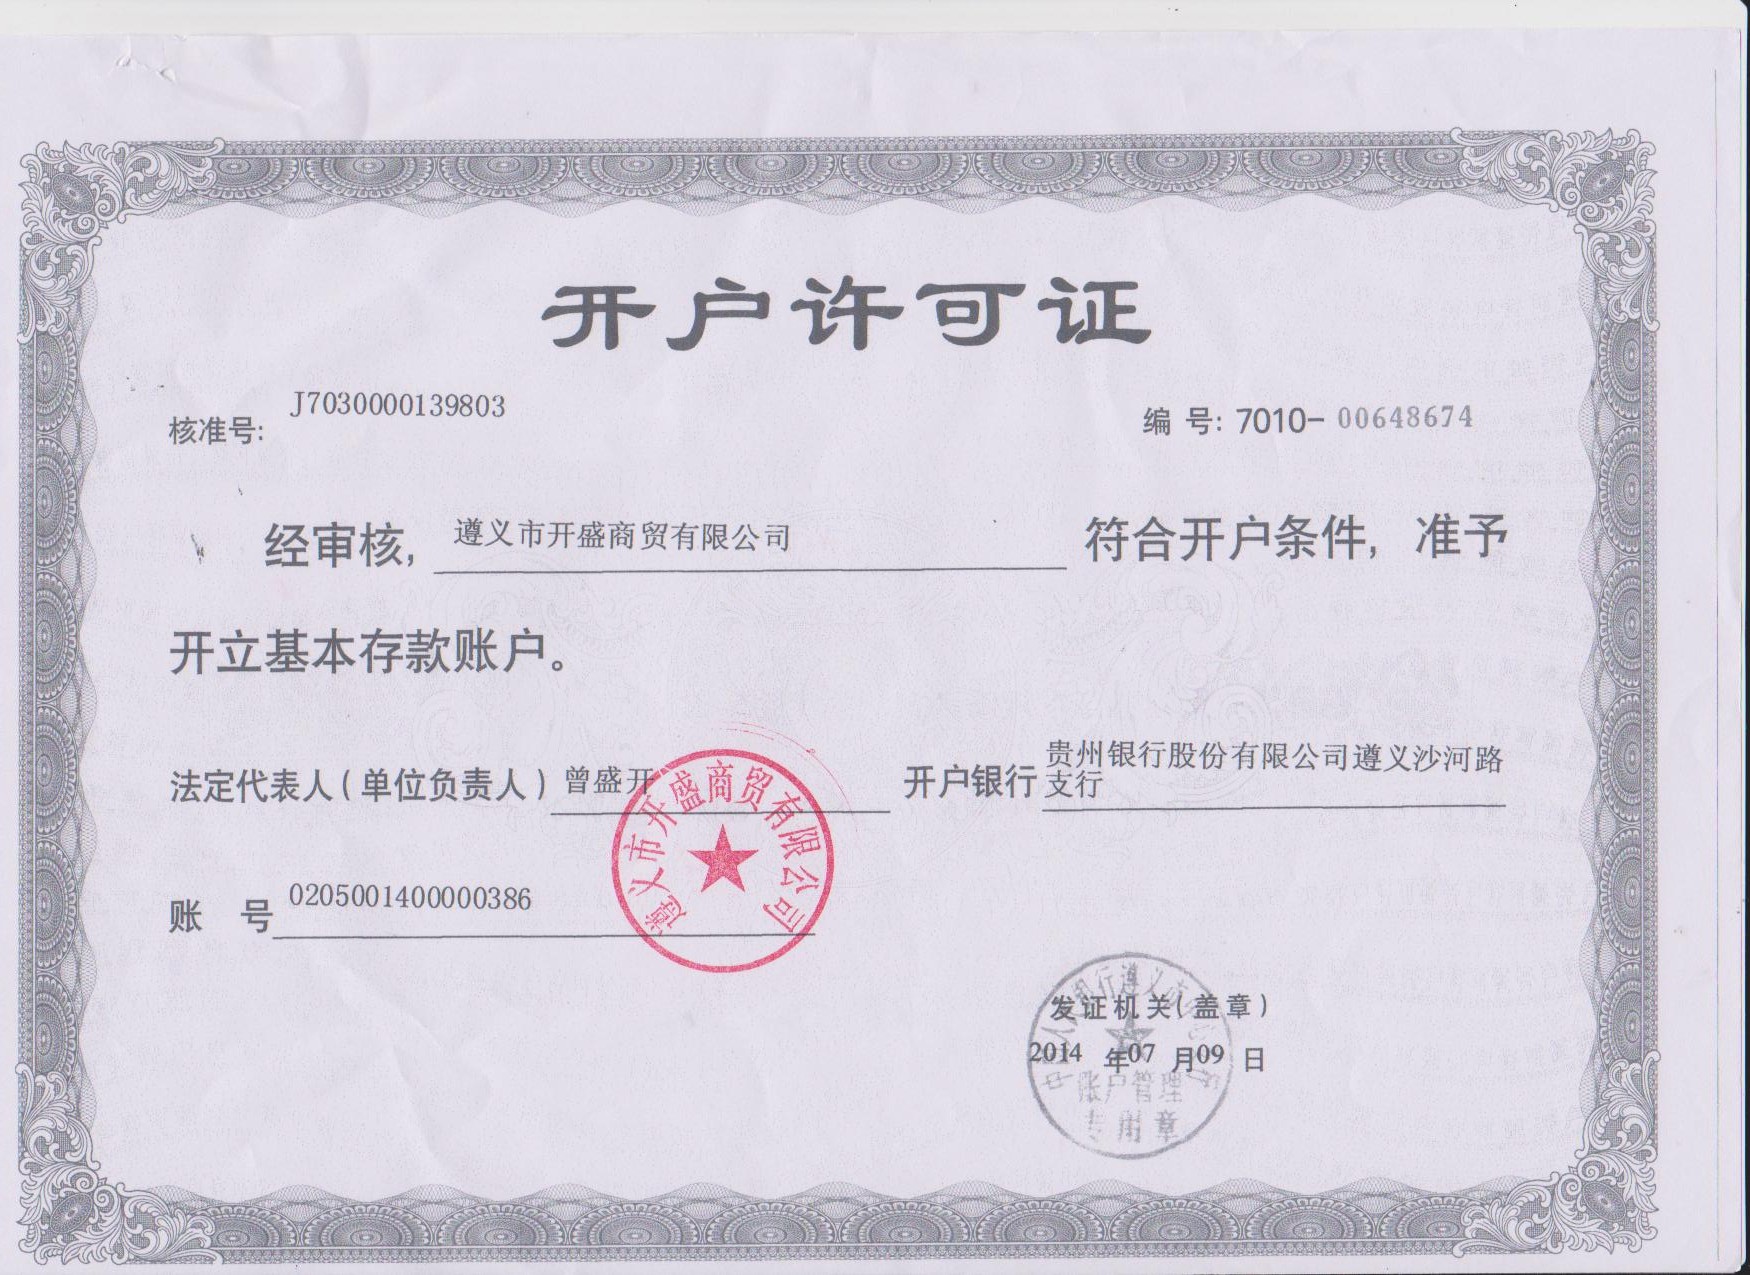 开户许可证
核准号: J7030000139803
编 号: 7010-00648674
经审核, 遵义市开盛商贸有限公司 符合开户条件, 准予
开立基本存款账户。
法定代表人(单位负责人) 曾盛开
开户银行 贵州银行股份有限公司遵义沙河路
支行
账 号 0205001400000386
遵义市开盛商贸有限公司
发证机关(盖章)
2014 年 07 月 09 日
账户管理
专用章